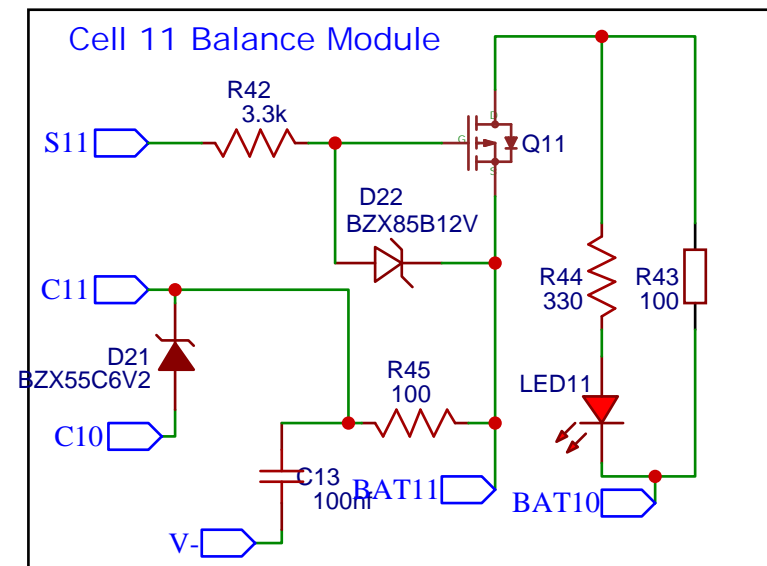 Cell 11 Balance Module
R42
3.3k
S11
D
G
S
Q11
D22
BZX85B12V
C11
R44
330
R43
100
D21
BZX55C6V2
R45
100
LED11
C10
C13
100nf
BAT11
BAT10
V-